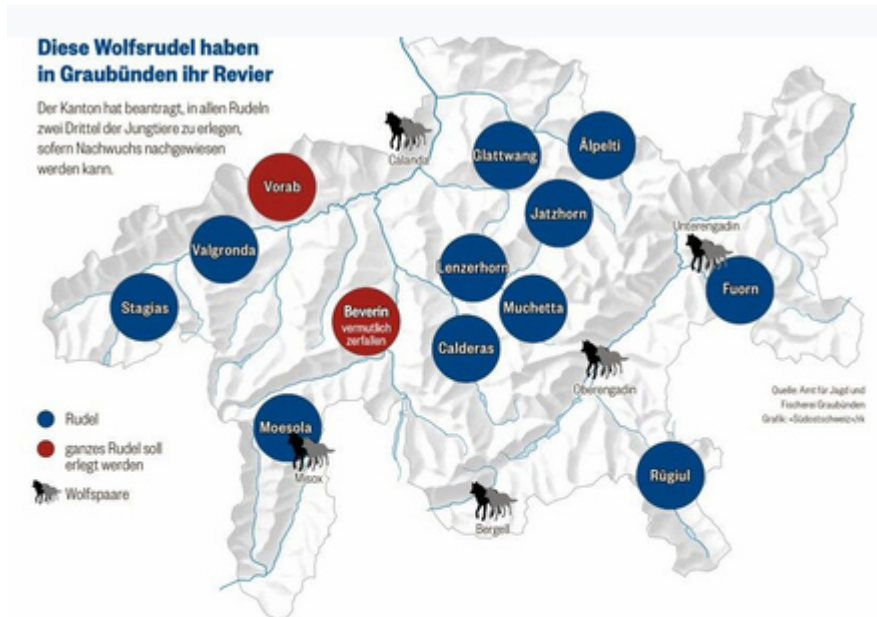 Diese Wolfsrudel haben
in Graubünden ihr Revier
Der Kanton hat beantragt, in allen Rudeln
zwei Drittel der Jungtiere zu erlegen,
sofern Nachwuchs nachgewiesen
werden kann.
Calanda
Glattwang
Älpelti
Vorab
Jatzhorn
Valgronda
Unterengadin
Lenzerhorn
Stagias
Fuorn
Muchetta
Beverin
vermutlich
zerfallen
Calderas
Oberengadin
Quelle: Amt für Jagd und
Fischerei Graubünden
Grafik: «Südostschweiz»/rk
Rudel
ganzes Rudel soll
erlegt werden
Wolfspaare
Moesola
Misox
Rügiul
Bergell